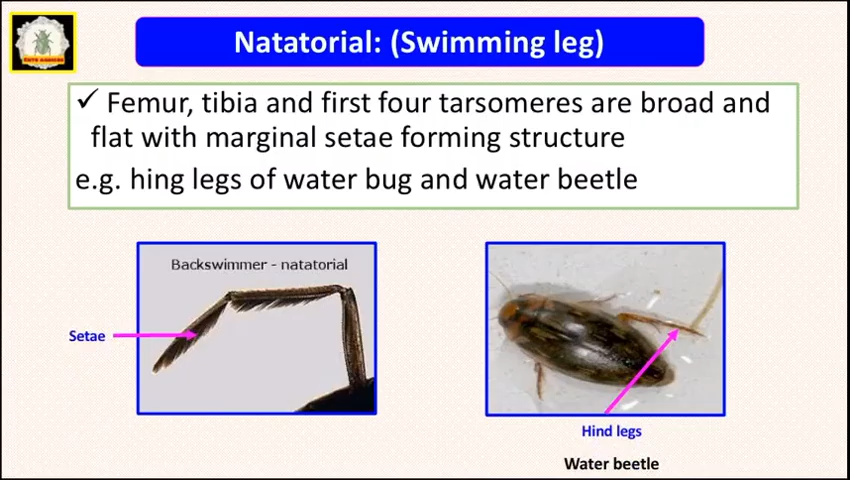 Natatorial: (Swimming leg)
✓ Femur, tibia and first four tarsomeres are broad and
flat with marginal setae forming structure
e.g. hing legs of water bug and water beetle
Backswimmer - natatorial
Setae
Hind legs
Water beetle